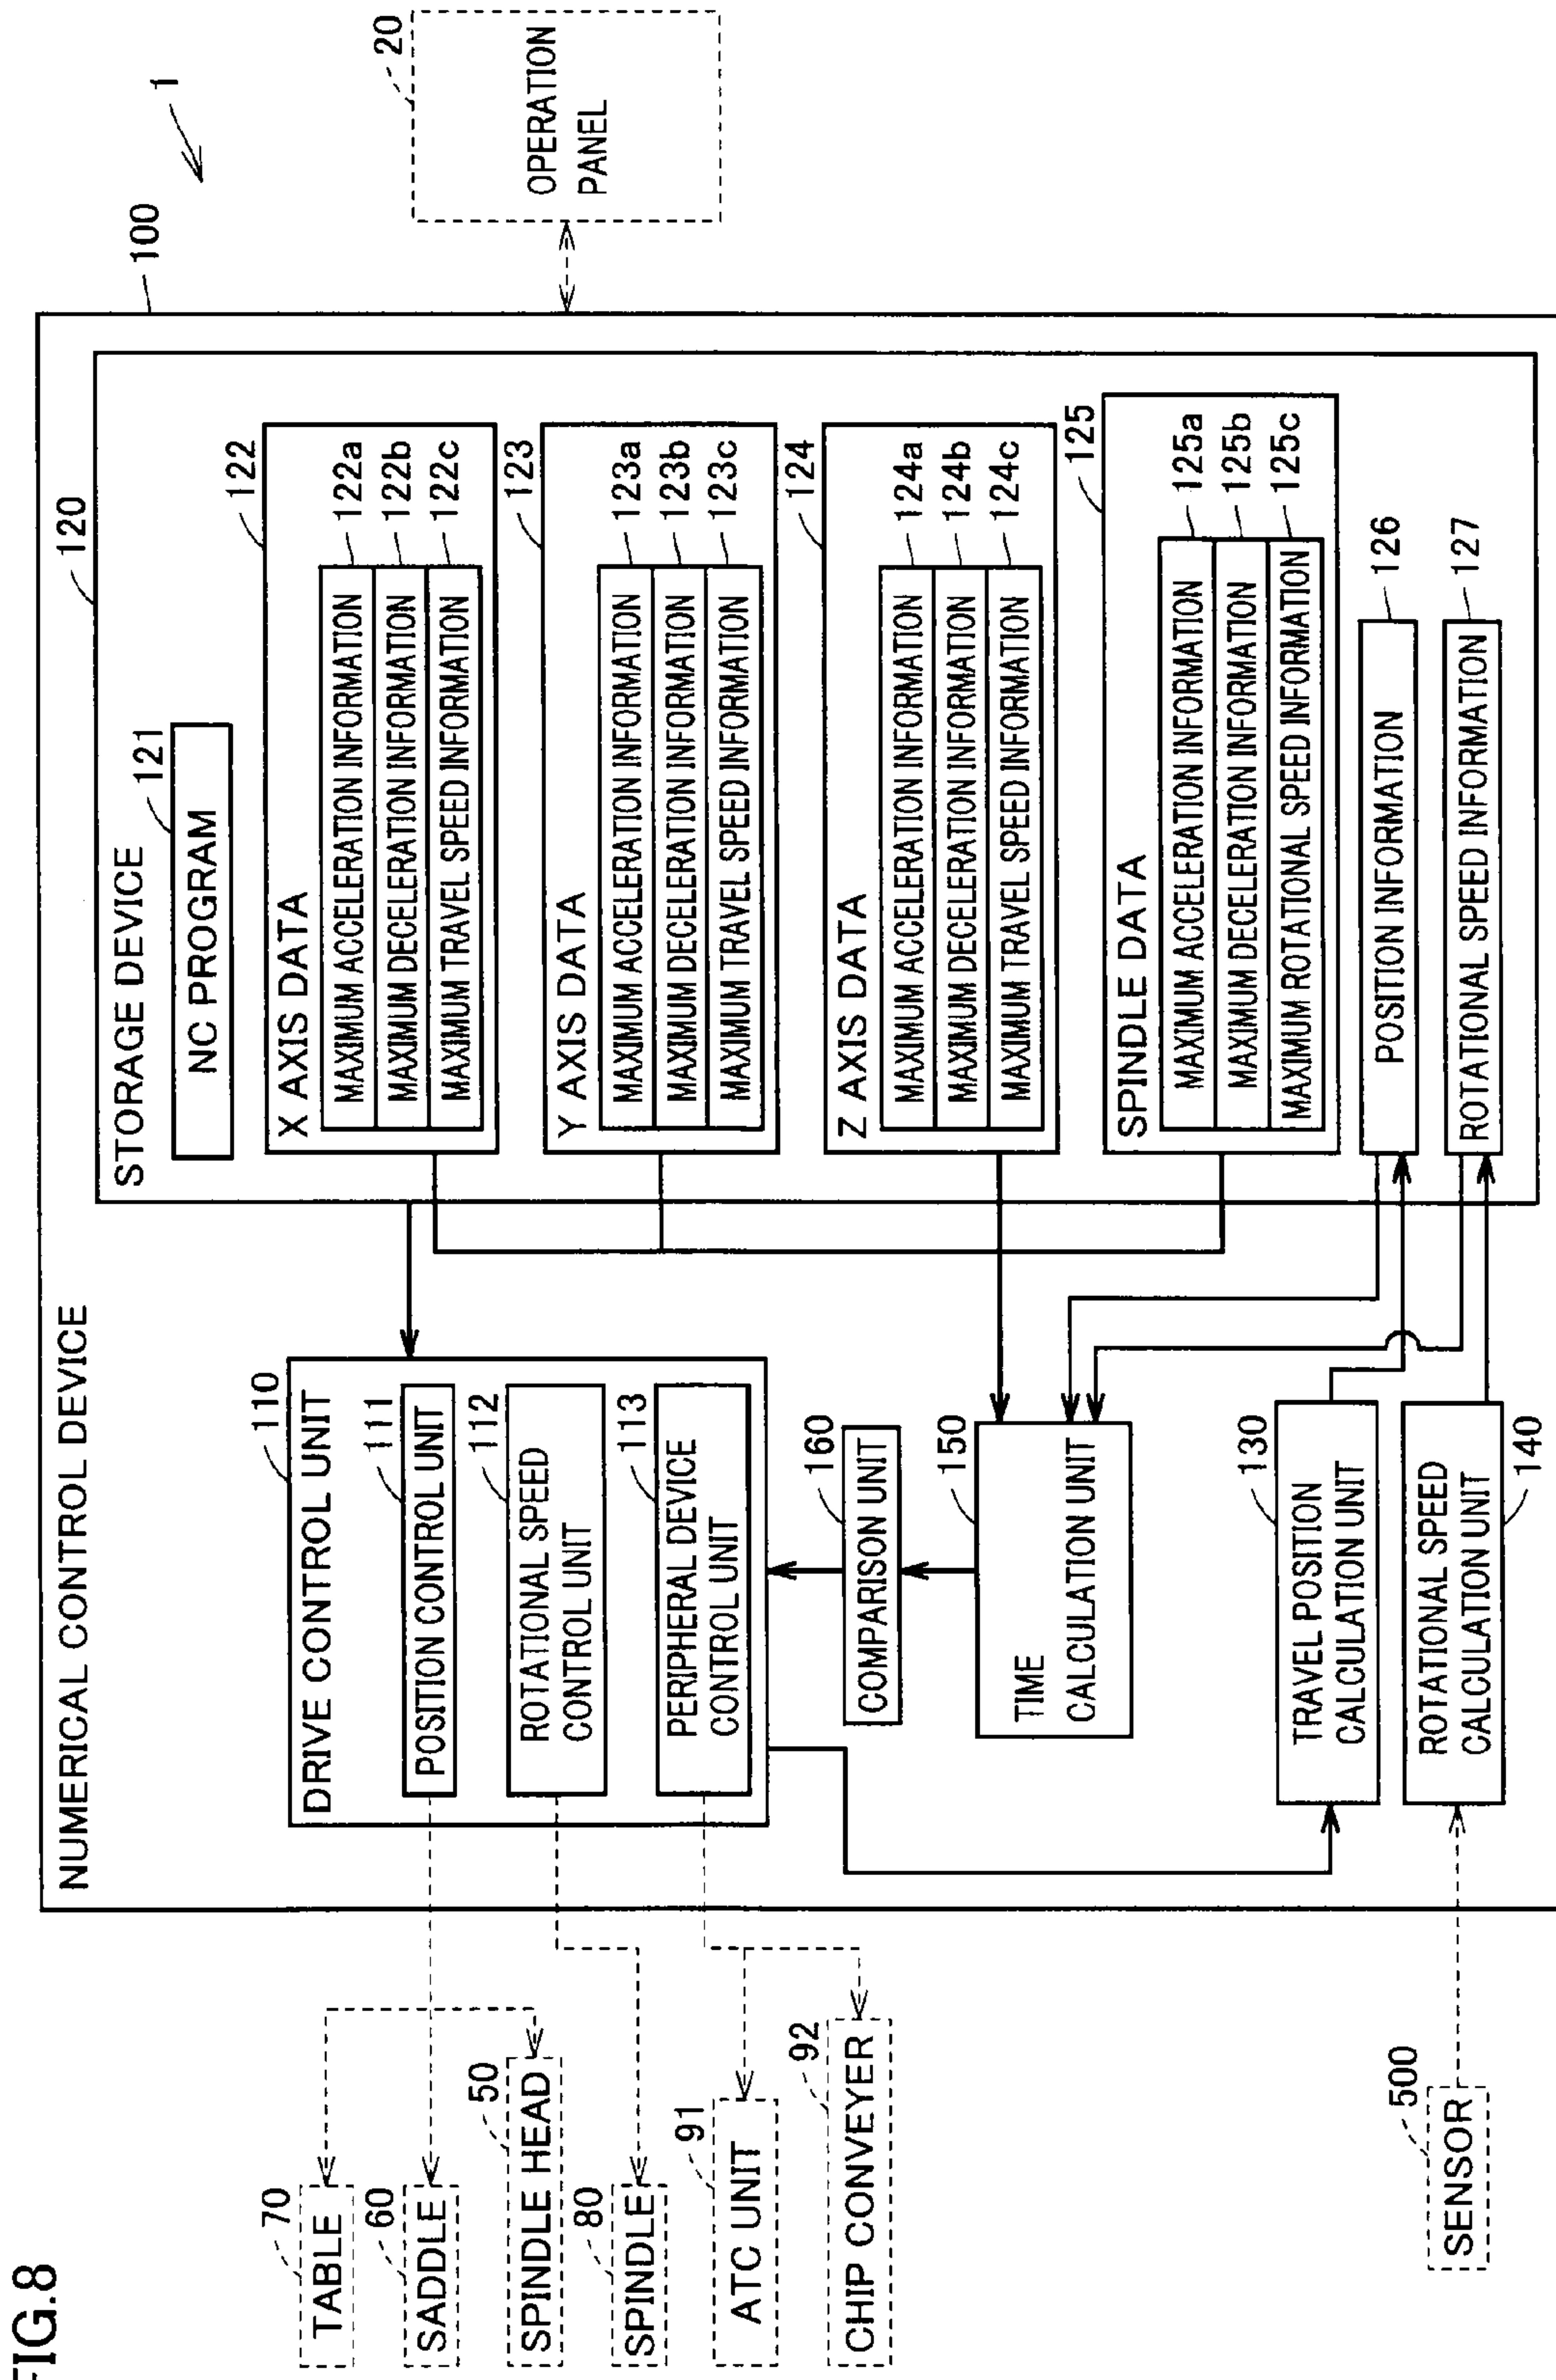 FIG.8
1
NUMERICAL CONTROL DEVICE
100
20
OPERATION
PANEL
70
TABLE
60
SADDLE
50
SPINDLE HEAD
80
SPINDLE
91
ATC UNIT
92
CHIP CONVEYER
500
SENSOR
110
DRIVE CONTROL UNIT
111
POSITION CONTROL UNIT
112
ROTATIONAL SPEED
CONTROL UNIT
113
PERIPHERAL DEVICE
CONTROL UNIT
160
COMPARISON UNIT
150
TIME
CALCULATION UNIT
130
TRAVEL POSITION
CALCULATION UNIT
ROTATIONAL SPEED
CALCULATION UNIT
140
120
STORAGE DEVICE
121
NC PROGRAM
122
X AXIS DATA
MAXIMUM ACCELERATION INFORMATION 122a
MAXIMUM DECELERATION INFORMATION 122b
MAXIMUM TRAVEL SPEED INFORMATION 122c
123
Y AXIS DATA
MAXIMUM ACCELERATION INFORMATION 123a
MAXIMUM DECELERATION INFORMATION 123b
MAXIMUM TRAVEL SPEED INFORMATION 123c
124
Z AXIS DATA
MAXIMUM ACCELERATION INFORMATION 124a
MAXIMUM DECELERATION INFORMATION 124b
MAXIMUM TRAVEL SPEED INFORMATION 124c
125
SPINDLE DATA
MAXIMUM ACCELERATION INFORMATION 125a
MAXIMUM DECELERATION INFORMATION 125b
MAXIMUM ROTATIONAL SPEED INFORMATION 125c
POSITION INFORMATION 126
ROTATIONAL SPEED INFORMATION 127